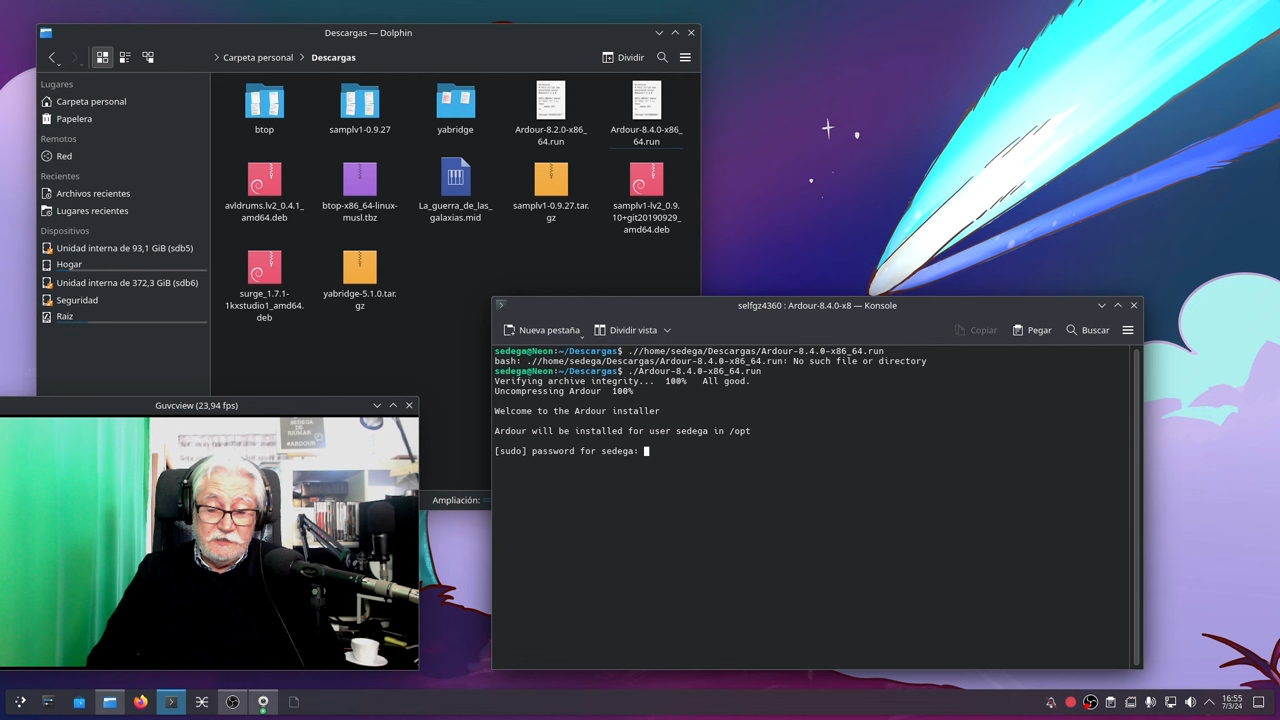 Descargas — Dolphin
Carpeta personal
Descargas
Dividir
Lugares
Carpeta personal
Papelera
Remotos
Red
Recientes
Archivos recientes
Lugares recientes
Dispositivos
Unidad interna de 93,1 GiB (sdb5)
Hogar
Unidad interna de 372,3 GiB (sdb6)
Seguridad
Raiz
btop
samplv1-0.9.27
yabridge
Ardour-8.2.0-x86_
64.run
Ardour-8.4.0-x86_
64.run
avldrums.lv2_0.4.1_
amd64.deb
btop-x86_64-linux-
musl.tbz
La_guerra_de_las_
galaxias.mid
samplv1-0.9.27.tar.
gz
samplv1-lv2_0.9.
10+git20190929_
amd64.deb
surge_1.7.1-
1kxstudio1_amd64.
deb
yabridge-5.1.0.tar.
gz
Ampliación:
selfgz4360 : Ardour-8.4.0-x8 — Konsole
Nueva pestaña
Dividir vista
Copiar
Pegar
Buscar
sedega@Neon:~/Descargas$ .//home/sedega/Descargas/Ardour-8.4.0-x86_64.run
bash: .//home/sedega/Descargas/Ardour-8.4.0-x86_64.run: No such file or directory
sedega@Neon:~/Descargas$ ./Ardour-8.4.0-x86_64.run
Verifying archive integrity...  100%   All good.
Uncompressing Ardour  100%
Welcome to the Ardour installer
Ardour will be installed for user sedega in /opt
[sudo] password for sedega:
Guvcview (23,94 fps)
SEDEGA
#ARDOUR
16:55
7/3/24